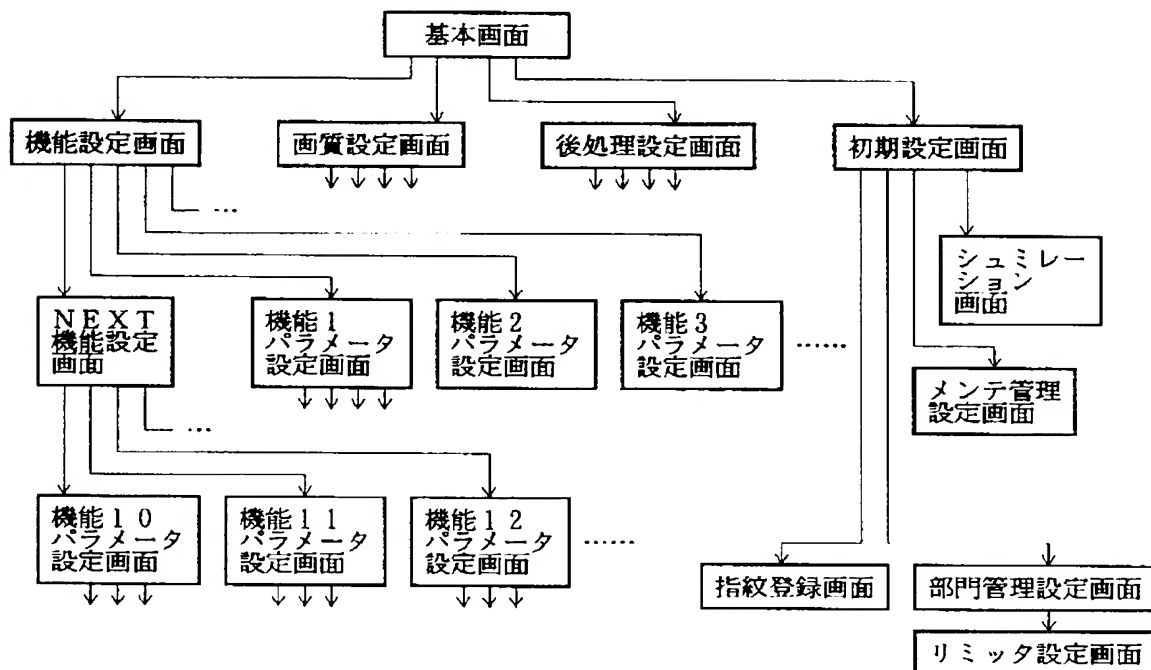 基本画面
機能設定画面
画質設定画面
後処理設定画面
初期設定画面
…
シュミレー
ション
画面
NEXT
機能設定
画面
機能1
パラメータ
設定画面
機能2
パラメータ
設定画面
機能3
パラメータ
設定画面
……
メンテ管理
設定画面
…
機能10
パラメータ
設定画面
機能11
パラメータ
設定画面
機能12
パラメータ
設定画面
……
指紋登録画面
部門管理設定画面
リミッタ設定画面